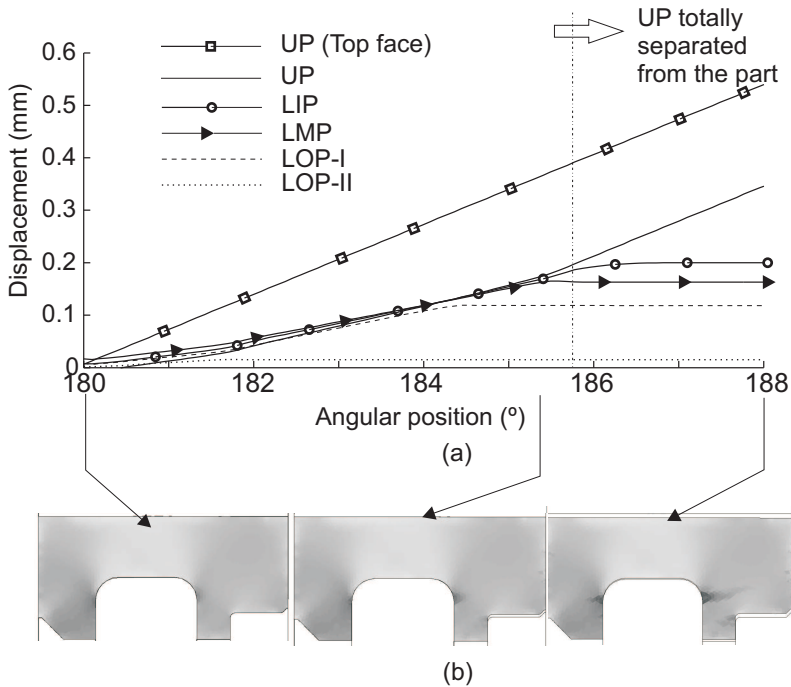 UP totally
separated
from the part
UP (Top face)
UP
LIP
LMP
LOP-I
LOP-II
Displacement (mm)
0.6
0.5
0.4
0.3
0.2
0.1
0
180
182
184
186
188
Angular position (º)
(a)
(b)